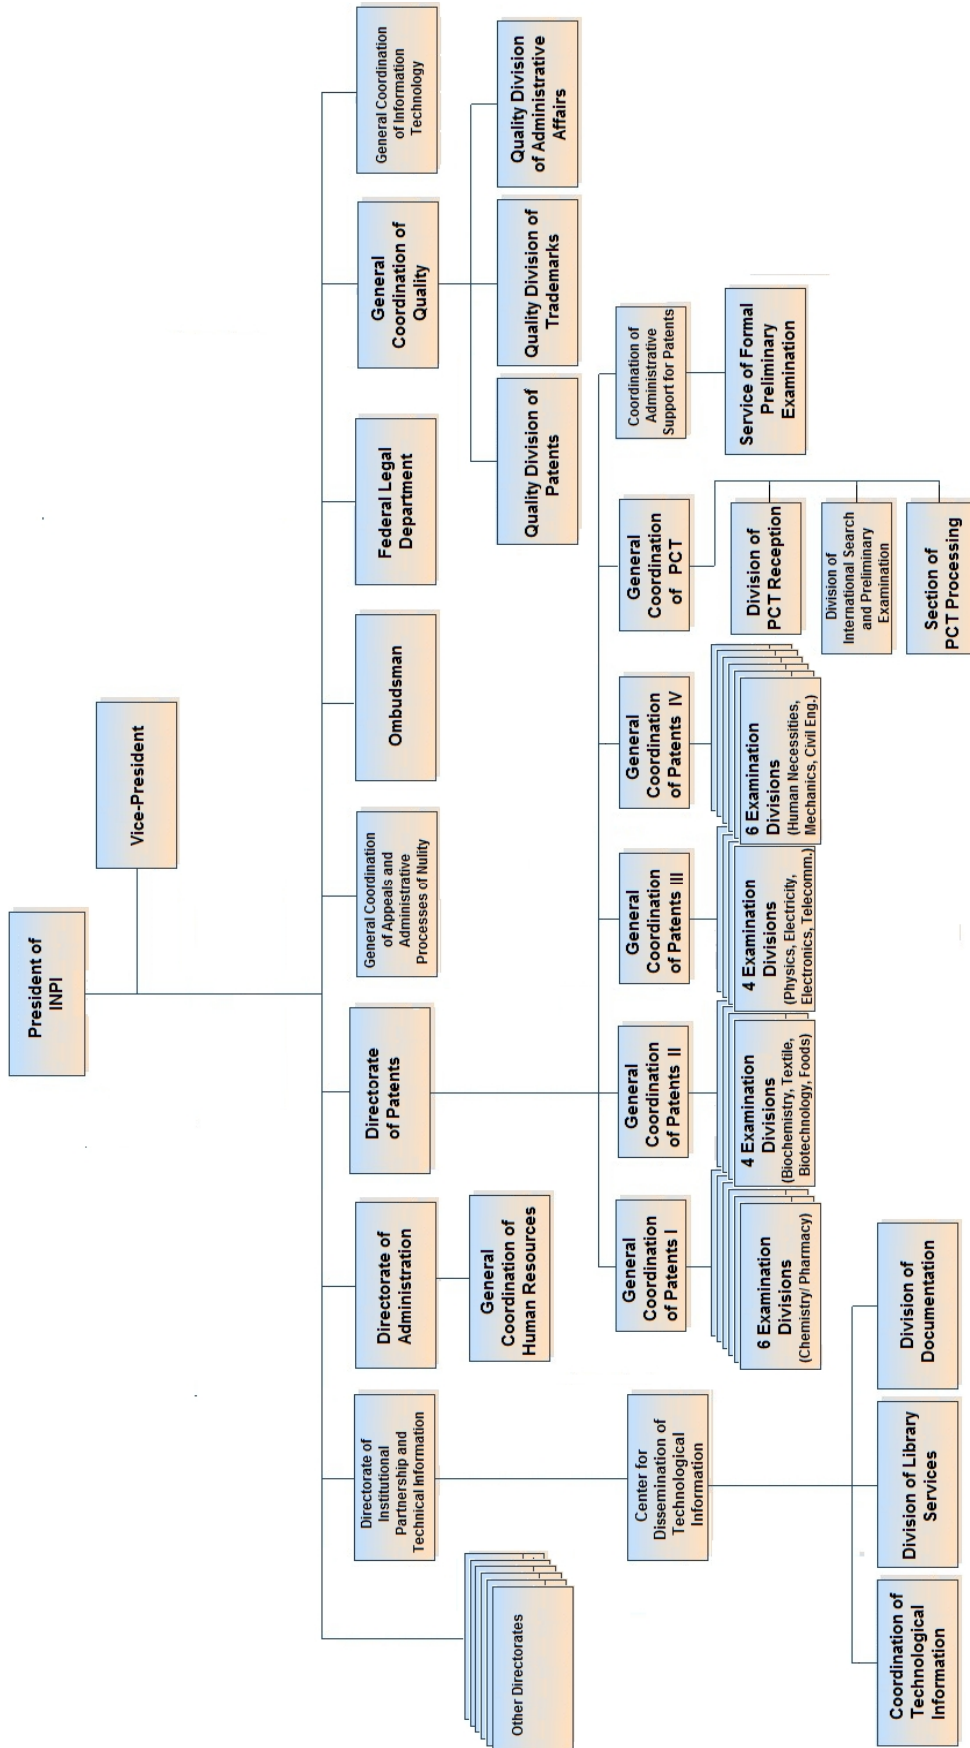 President of
INPI
Vice-President
Other Directorates
Directorate of
Institutional
Partnership and
Technical Information
Directorate of
Administration
Directorate
of Patents
General Coordination
of Appeals and
Administrative
Processes of Nulity
Ombudsman
Federal Legal
Department
General
Coordination of
Quality
General Coordination
of Information
Technology
General
Coordination of
Human Resources
Quality Division of
Patents
Quality Division of
Trademarks
Quality Division
of Administrative
Affairs
Center for
Dissemination of
Technological
Information
General
Coordination
of Patents I
General
Coordination
of Patents II
General
Coordination
of Patents III
General
Coordination
of Patents IV
General
Coordination
of PCT
Coordination of
Administrative
Support for Patents
6 Examination
Divisions
(Chemistry/ Pharmacy)
4 Examination
Divisions
(Biochemistry, Textile,
Biotechnology, Foods)
4 Examination
Divisions
(Physics, Electricity,
Electronics, Telecomm.)
6 Examination
Divisions
(Human Necessities,
Mechanics, Civil Eng.)
Division of
PCT Reception
Division of
International Search
and Preliminary
Examination
Section of
PCT Processing
Service of Formal
Preliminary
Examination
Coordination of
Technological
Information
Division of Library
Services
Division of
Documentation